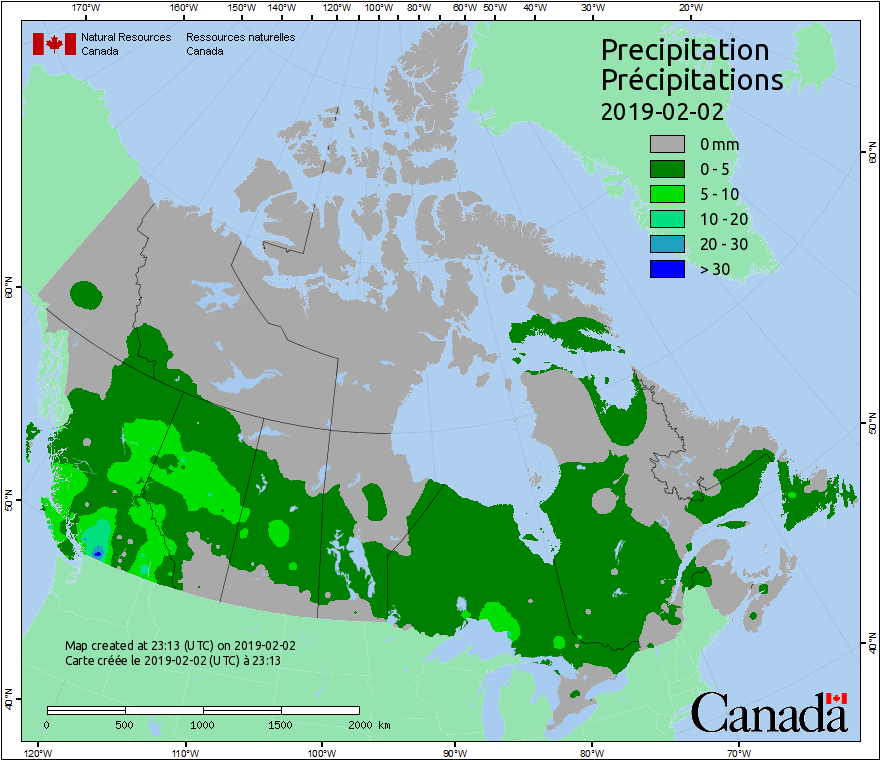 170°W 160°W 150°W 140°W 130°W 120°W 110°W 100°W 90°W 80°W 70°W 60°W 50°W 40°W 30°W 20°W
Natural Resources Ressources naturelles
Canada Canada
Precipitation
Précipitations
2019-02-02
0 mm
0 - 5
5 - 10
10 - 20
20 - 30
> 30
60°N
60°N
50°N
50°N
40°N
40°N
Map created at 23:13 (UTC) on 2019-02-02
Carte créée le 2019-02-02 (UTC) à 23:13
0 500 1000 1500 2000 km
Canada
120°W 110°W 100°W 90°W 80°W 70°W